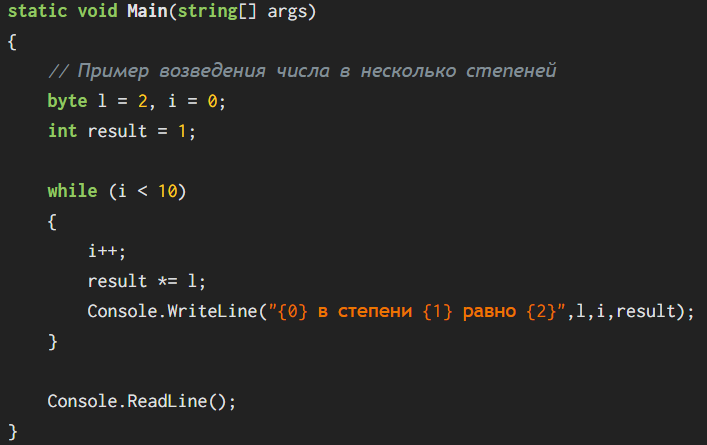 static void Main(string[] args)
{
    // Пример возведения числа в несколько степеней
    byte l = 2, i = 0;
    int result = 1;

    while (i < 10)
    {
        i++;
        result *= l;
        Console.WriteLine("{0} в степени {1} равно {2}",l,i,result);
    }

    Console.ReadLine();
}